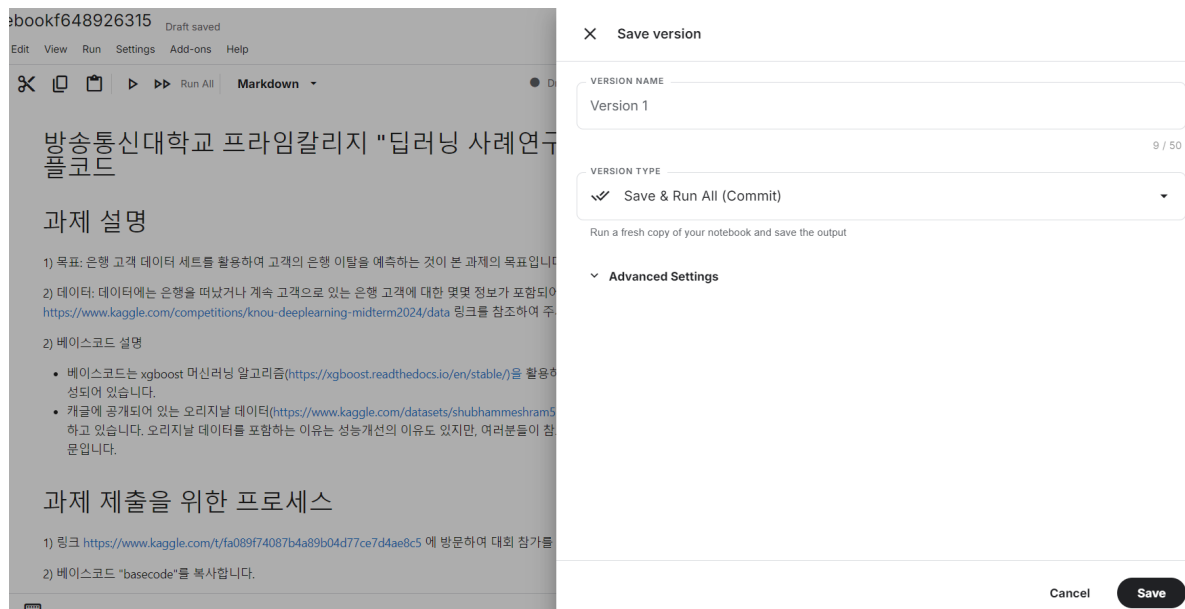 ebookf648926315 Draft saved
Edit View Run Settings Add-ons Help
Run All Markdown
방송통신대학교 프라임칼리지 "딥러닝 사례연구
플코드
과제 설명
1) 목표: 은행 고객 데이터 세트를 활용하여 고객의 은행 이탈을 예측하는 것이 본 과제의 목표입니다
2) 데이터: 데이터에는 은행을 떠났거나 계속 고객으로 있는 은행 고객에 대한 몇몇 정보가 포함되어
https://www.kaggle.com/competitions/knou-deeplearning-midterm2024/data 링크를 참조하여 주
2) 베이스코드 설명
• 베이스코드는 xgboost 머신러닝 알고리즘(https://xgboost.readthedocs.io/en/stable/)을 활용하
성되어 있습니다.
• 캐글에 공개되어 있는 오리지날 데이터(https://www.kaggle.com/datasets/shubhammeshram5
하고 있습니다. 오리지날 데이터를 포함하는 이유는 성능개선의 이유도 있지만, 여러분들이 참
문입니다.
과제 제출을 위한 프로세스
1) 링크 https://www.kaggle.com/t/fa089f74087b4a89b04d77ce7d4ae8c5 에 방문하여 대회 참가를
2) 베이스코드 "basecode"를 복사합니다.
Save version
VERSION NAME
Version 1
9 / 50
VERSION TYPE
Save & Run All (Commit)
Run a fresh copy of your notebook and save the output
Advanced Settings
Cancel Save